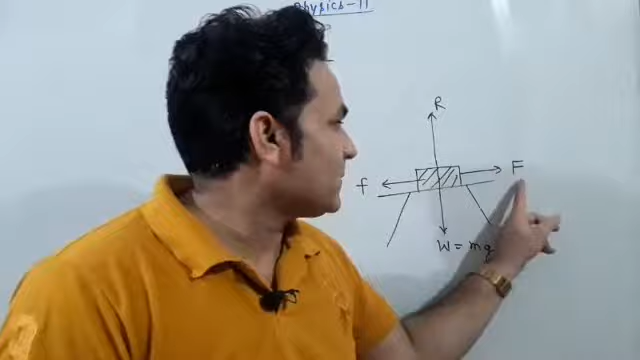 Physics-11
R
f F
W = mg